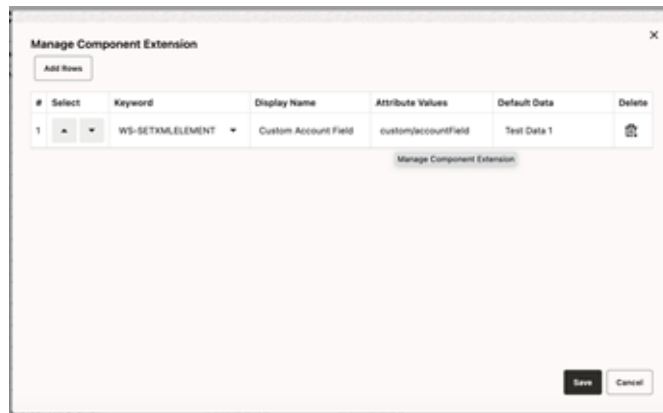 Manage Component Extension
Add Rows
# Select Keyword Display Name Attribute Values Default Data Delete
1 WS-SETXMLELEMENT Custom Account Field custom/accountField Test Data 1
Manage Component Extension
Save Cancel